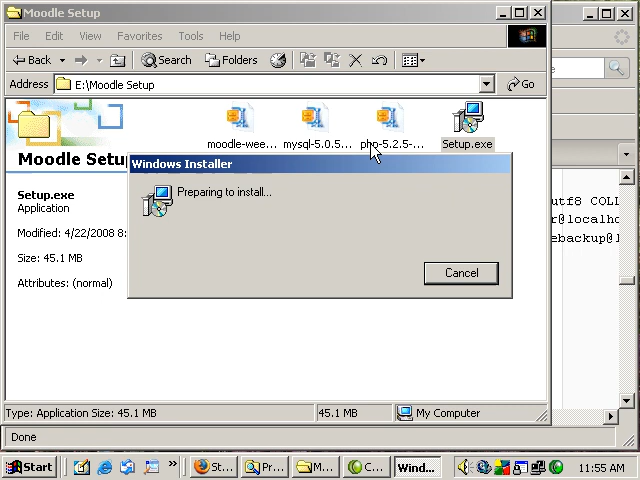 Moodle Setup
File Edit View Favorites Tools Help
Back Search Folders
Address E:\Moodle Setup Go
moodle-wee... mysql-5.0.5... php-5.2.5-... Setup.exe
Moodle Setup
Setup.exe
Application
Modified: 4/22/2008 8:
Size: 45.1 MB
Attributes: (normal)
Windows Installer
Preparing to install...
Cancel
utf8 COLL
r@localho
ebackup@l
Type: Application Size: 45.1 MB 45.1 MB My Computer
Done
Start » St... Pr... M... C... Wind... 11:55 AM